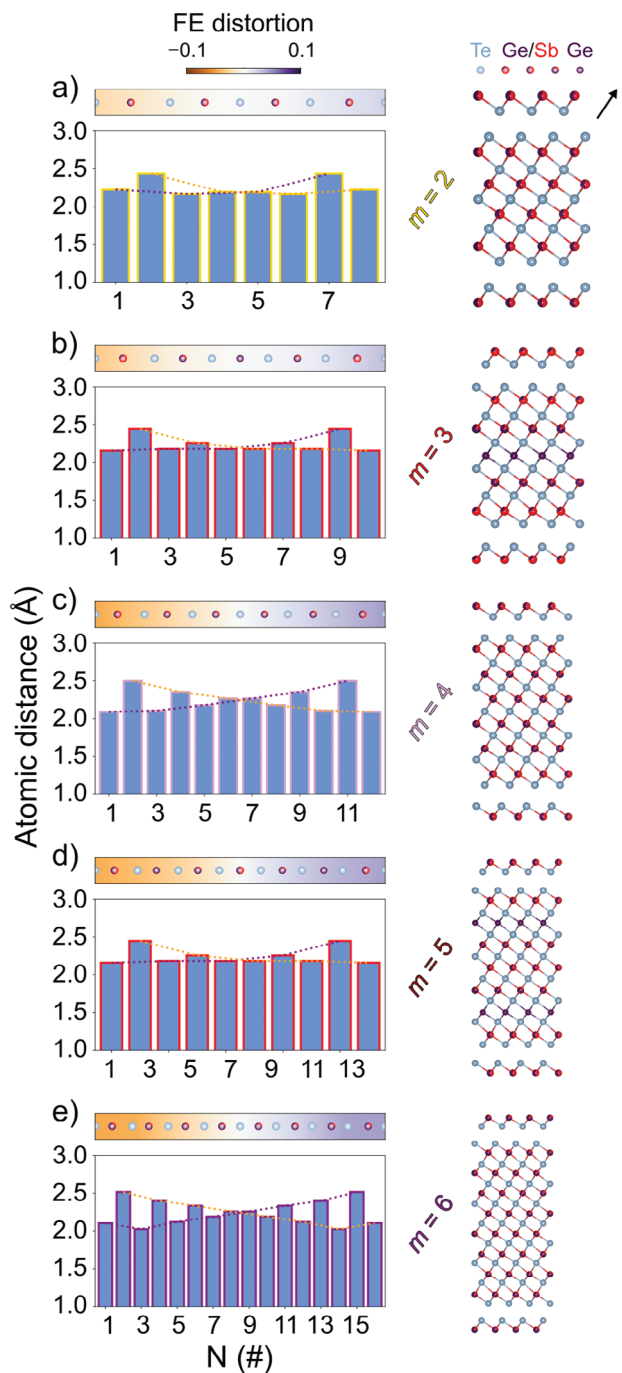 FE distortion
−0.1 0.1
Te Ge/Sb Ge
a)
3.0
2.5
2.0
1.5
1.0
1 3 5 7
m = 2
b)
3.0
2.5
2.0
1.5
1.0
1 3 5 7 9
m = 3
c)
3.0
2.5
2.0
1.5
1.0
1 3 5 7 9 11
m = 4
Atomic distance (Å)
d)
3.0
2.5
2.0
1.5
1.0
1 3 5 7 9 11 13
m = 5
e)
3.0
2.5
2.0
1.5
1.0
1 3 5 7 9 11 13 15
m = 6
N (#)